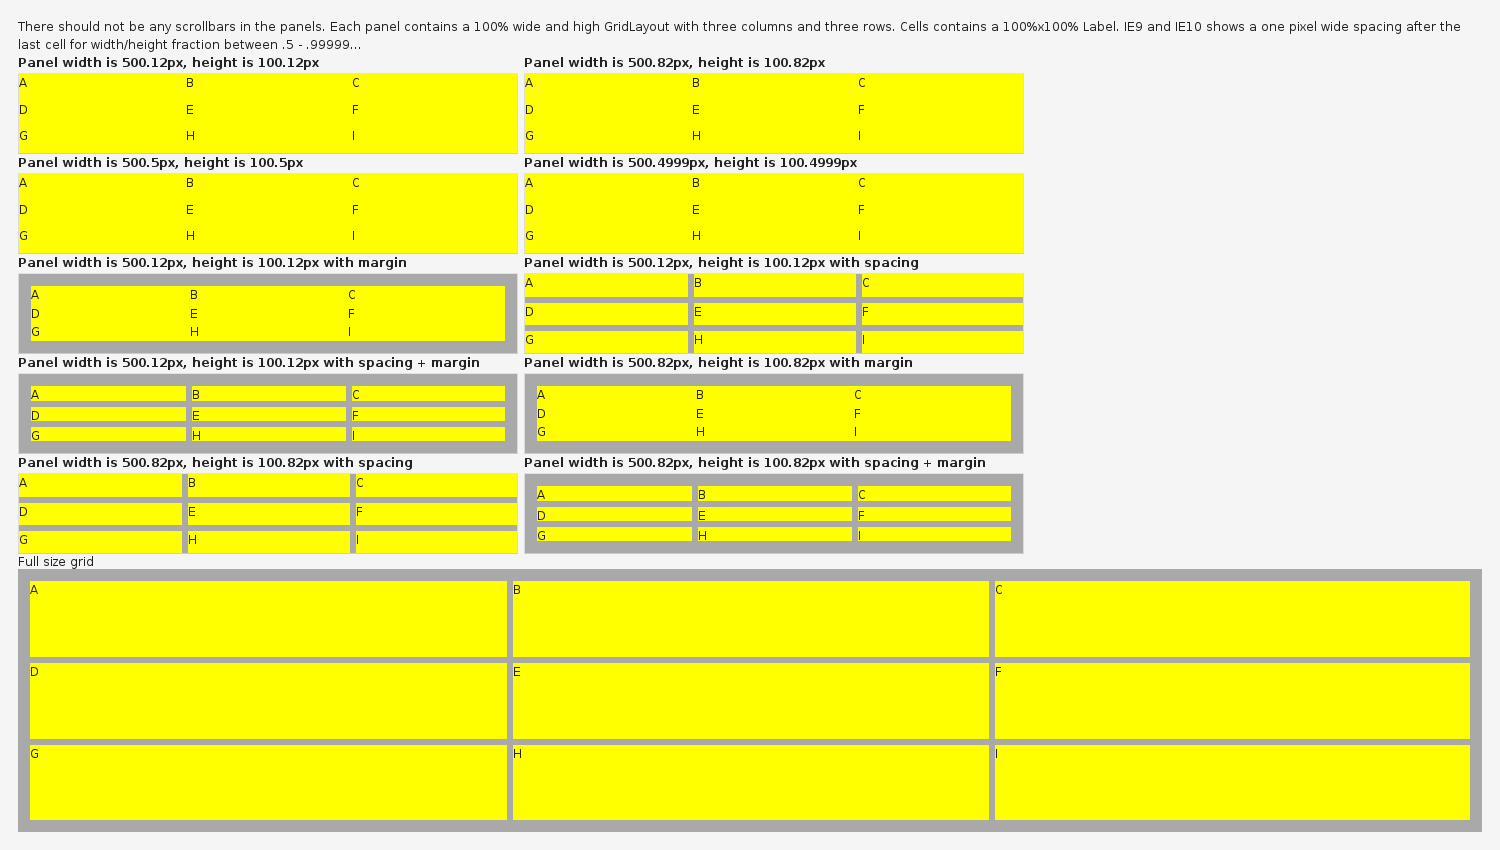 There should not be any scrollbars in the panels. Each panel contains a 100% wide and high GridLayout with three columns and three rows. Cells contains a 100%x100% Label. IE9 and IE10 shows a one pixel wide spacing after the
last cell for width/height fraction between .5 - .99999...
Panel width is 500.12px, height is 100.12px
A B C
D E F
G H I
Panel width is 500.82px, height is 100.82px
A B C
D E F
G H I
Panel width is 500.5px, height is 100.5px
A B C
D E F
G H I
Panel width is 500.4999px, height is 100.4999px
A B C
D E F
G H I
Panel width is 500.12px, height is 100.12px with margin
A B C
D E F
G H I
Panel width is 500.12px, height is 100.12px with spacing
A B C
D E F
G H I
Panel width is 500.12px, height is 100.12px with spacing + margin
A B C
D E F
G H I
Panel width is 500.82px, height is 100.82px with margin
A B C
D E F
G H I
Panel width is 500.82px, height is 100.82px with spacing
A B C
D E F
G H I
Panel width is 500.82px, height is 100.82px with spacing + margin
A B C
D E F
G H I
Full size grid
A B C
D E F
G H I